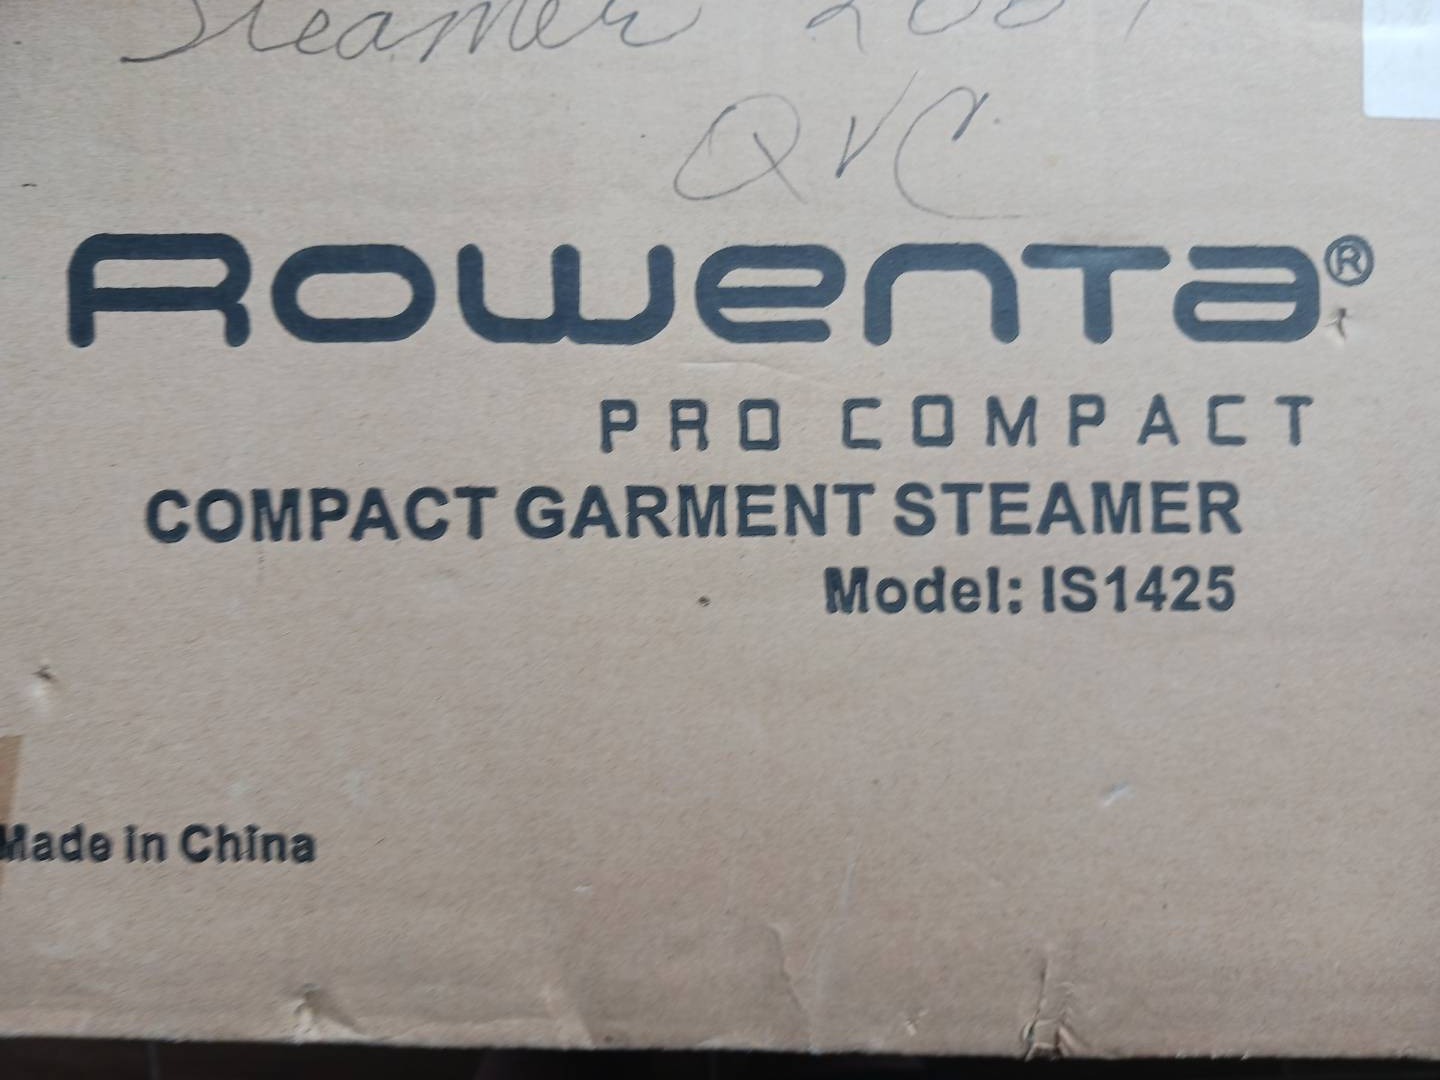 Steamer
QVC
ROWENTA®
PRO COMPACT
COMPACT GARMENT STEAMER
Model: IS1425
Made in China